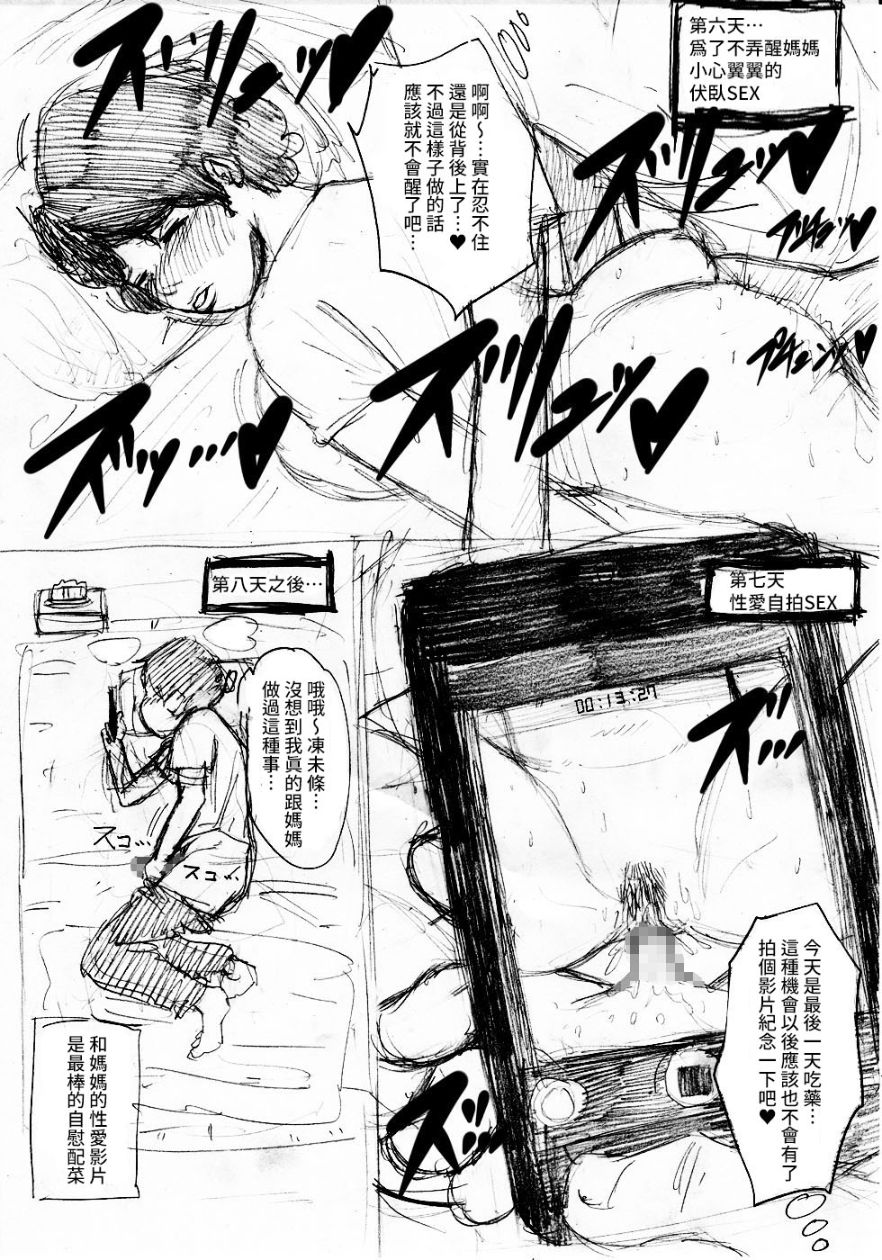 第六天…
爲了不弄醒媽媽
小心翼翼的
伏臥SEX
啊啊～…實在忍不住
還是從背後上了…♥
不過這樣子做的話
應該就不會醒了吧…
ズリュッ♥
ズリュッ♥
ズチュッ♥
プチュンッ♥
ズリュッ♥
ズッ…♥
第七天
性愛自拍SEX
00:13:27
ズッ…
今天是最後一天吃藥…
這種機會以後應該也不會有了
拍個影片紀念一下吧♥
ズッ…
第八天之後…
哦哦～凍未條…
沒想到我眞的跟媽媽
做過這種事…
スコ…
スコ…
和媽媽的性愛影片
是最棒的自慰配菜